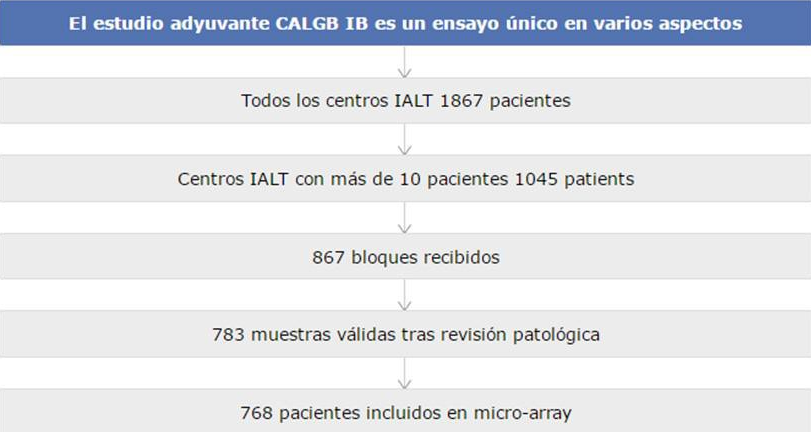 El estudio adyuvante CALGB IB es un ensayo único en varios aspectos
Todos los centros IALT 1867 pacientes
Centros IALT con más de 10 pacientes 1045 patients
867 bloques recibidos
783 muestras válidas tras revisión patológica
768 pacientes incluidos en micro-array